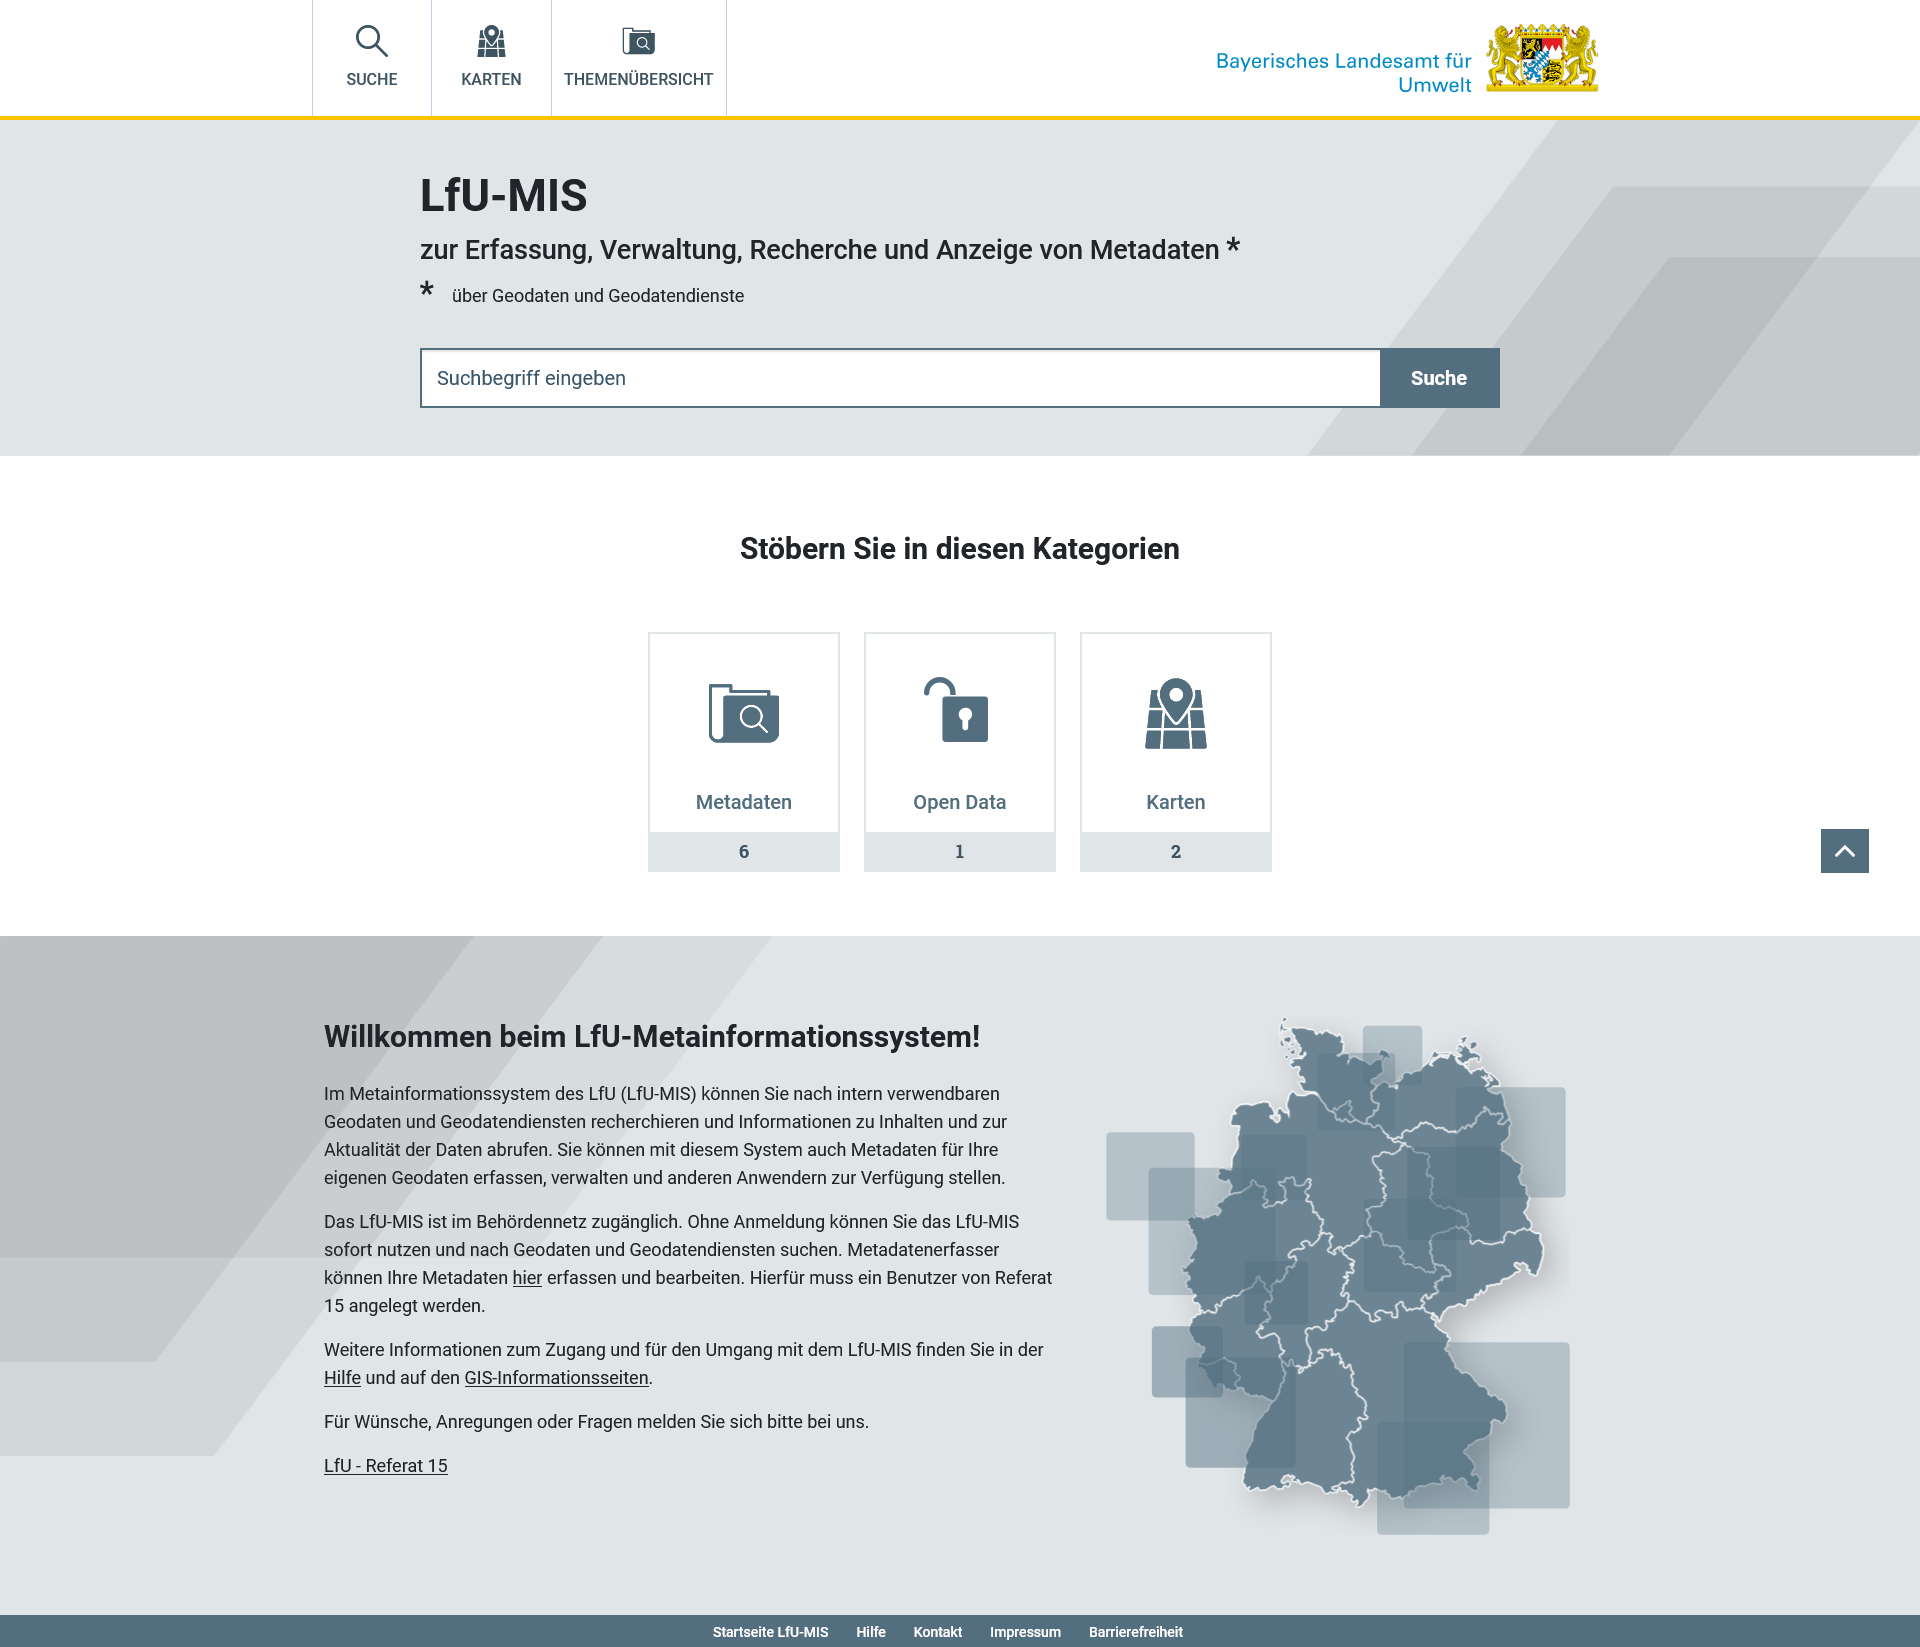 SUCHE
KARTEN
THEMENÜBERSICHT
Bayerisches Landesamt für
Umwelt
LfU-MIS
zur Erfassung, Verwaltung, Recherche und Anzeige von Metadaten *
* über Geodaten und Geodatendienste
Suchbegriff eingeben
Suche
Stöbern Sie in diesen Kategorien
Metadaten
6
Open Data
1
Karten
2
Willkommen beim LfU-Metainformationssystem!
Im Metainformationssystem des LfU (LfU-MIS) können Sie nach intern verwendbaren
Geodaten und Geodatendiensten recherchieren und Informationen zu Inhalten und zur
Aktualität der Daten abrufen. Sie können mit diesem System auch Metadaten für Ihre
eigenen Geodaten erfassen, verwalten und anderen Anwendern zur Verfügung stellen.
Das LfU-MIS ist im Behördennetz zugänglich. Ohne Anmeldung können Sie das LfU-MIS
sofort nutzen und nach Geodaten und Geodatendiensten suchen. Metadatenerfasser
können Ihre Metadaten hier erfassen und bearbeiten. Hierfür muss ein Benutzer von Referat
15 angelegt werden.
Weitere Informationen zum Zugang und für den Umgang mit dem LfU-MIS finden Sie in der
Hilfe und auf den GIS-Informationsseiten.
Für Wünsche, Anregungen oder Fragen melden Sie sich bitte bei uns.
LfU - Referat 15
Startseite LfU-MIS
Hilfe
Kontakt
Impressum
Barrierefreiheit